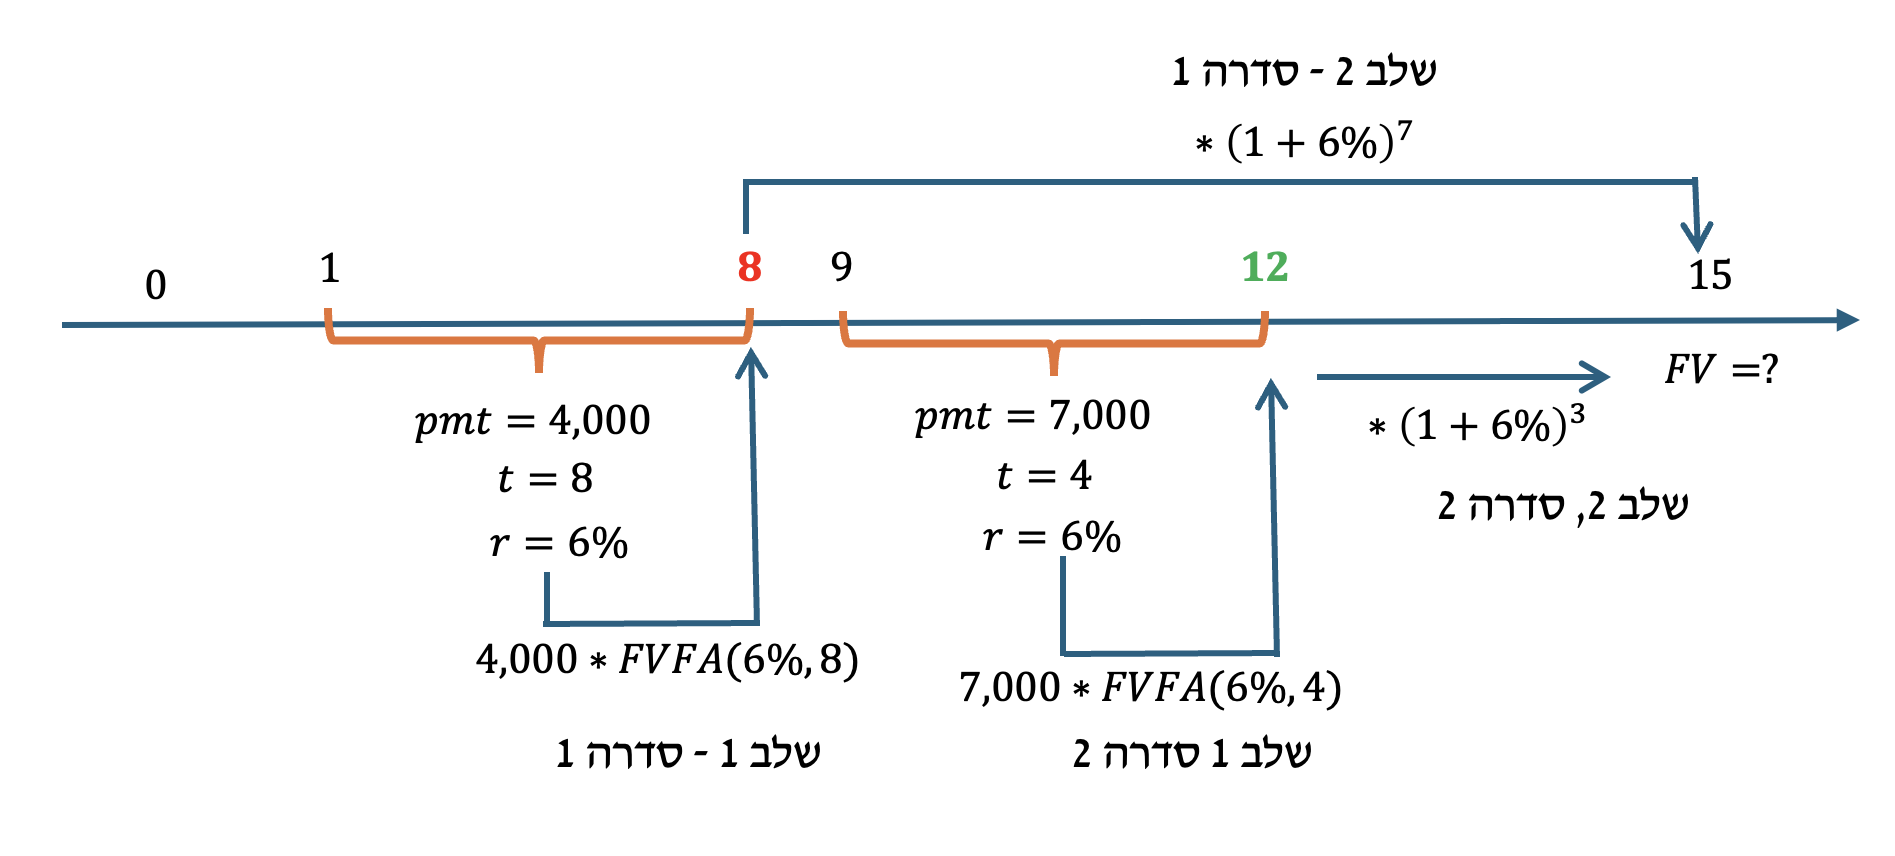 שלב 2 - סדרה 1
∗ (1 + 6%)⁷
0 1 8 9 12 15
FV =?
pmt = 4,000
t = 8
r = 6%
4,000 ∗ FVFA(6%, 8)
שלב 1 - סדרה 1
pmt = 7,000
t = 4
r = 6%
7,000 ∗ FVFA(6%, 4)
שלב 1 סדרה 2
∗ (1 + 6%)³
שלב 2, סדרה 2